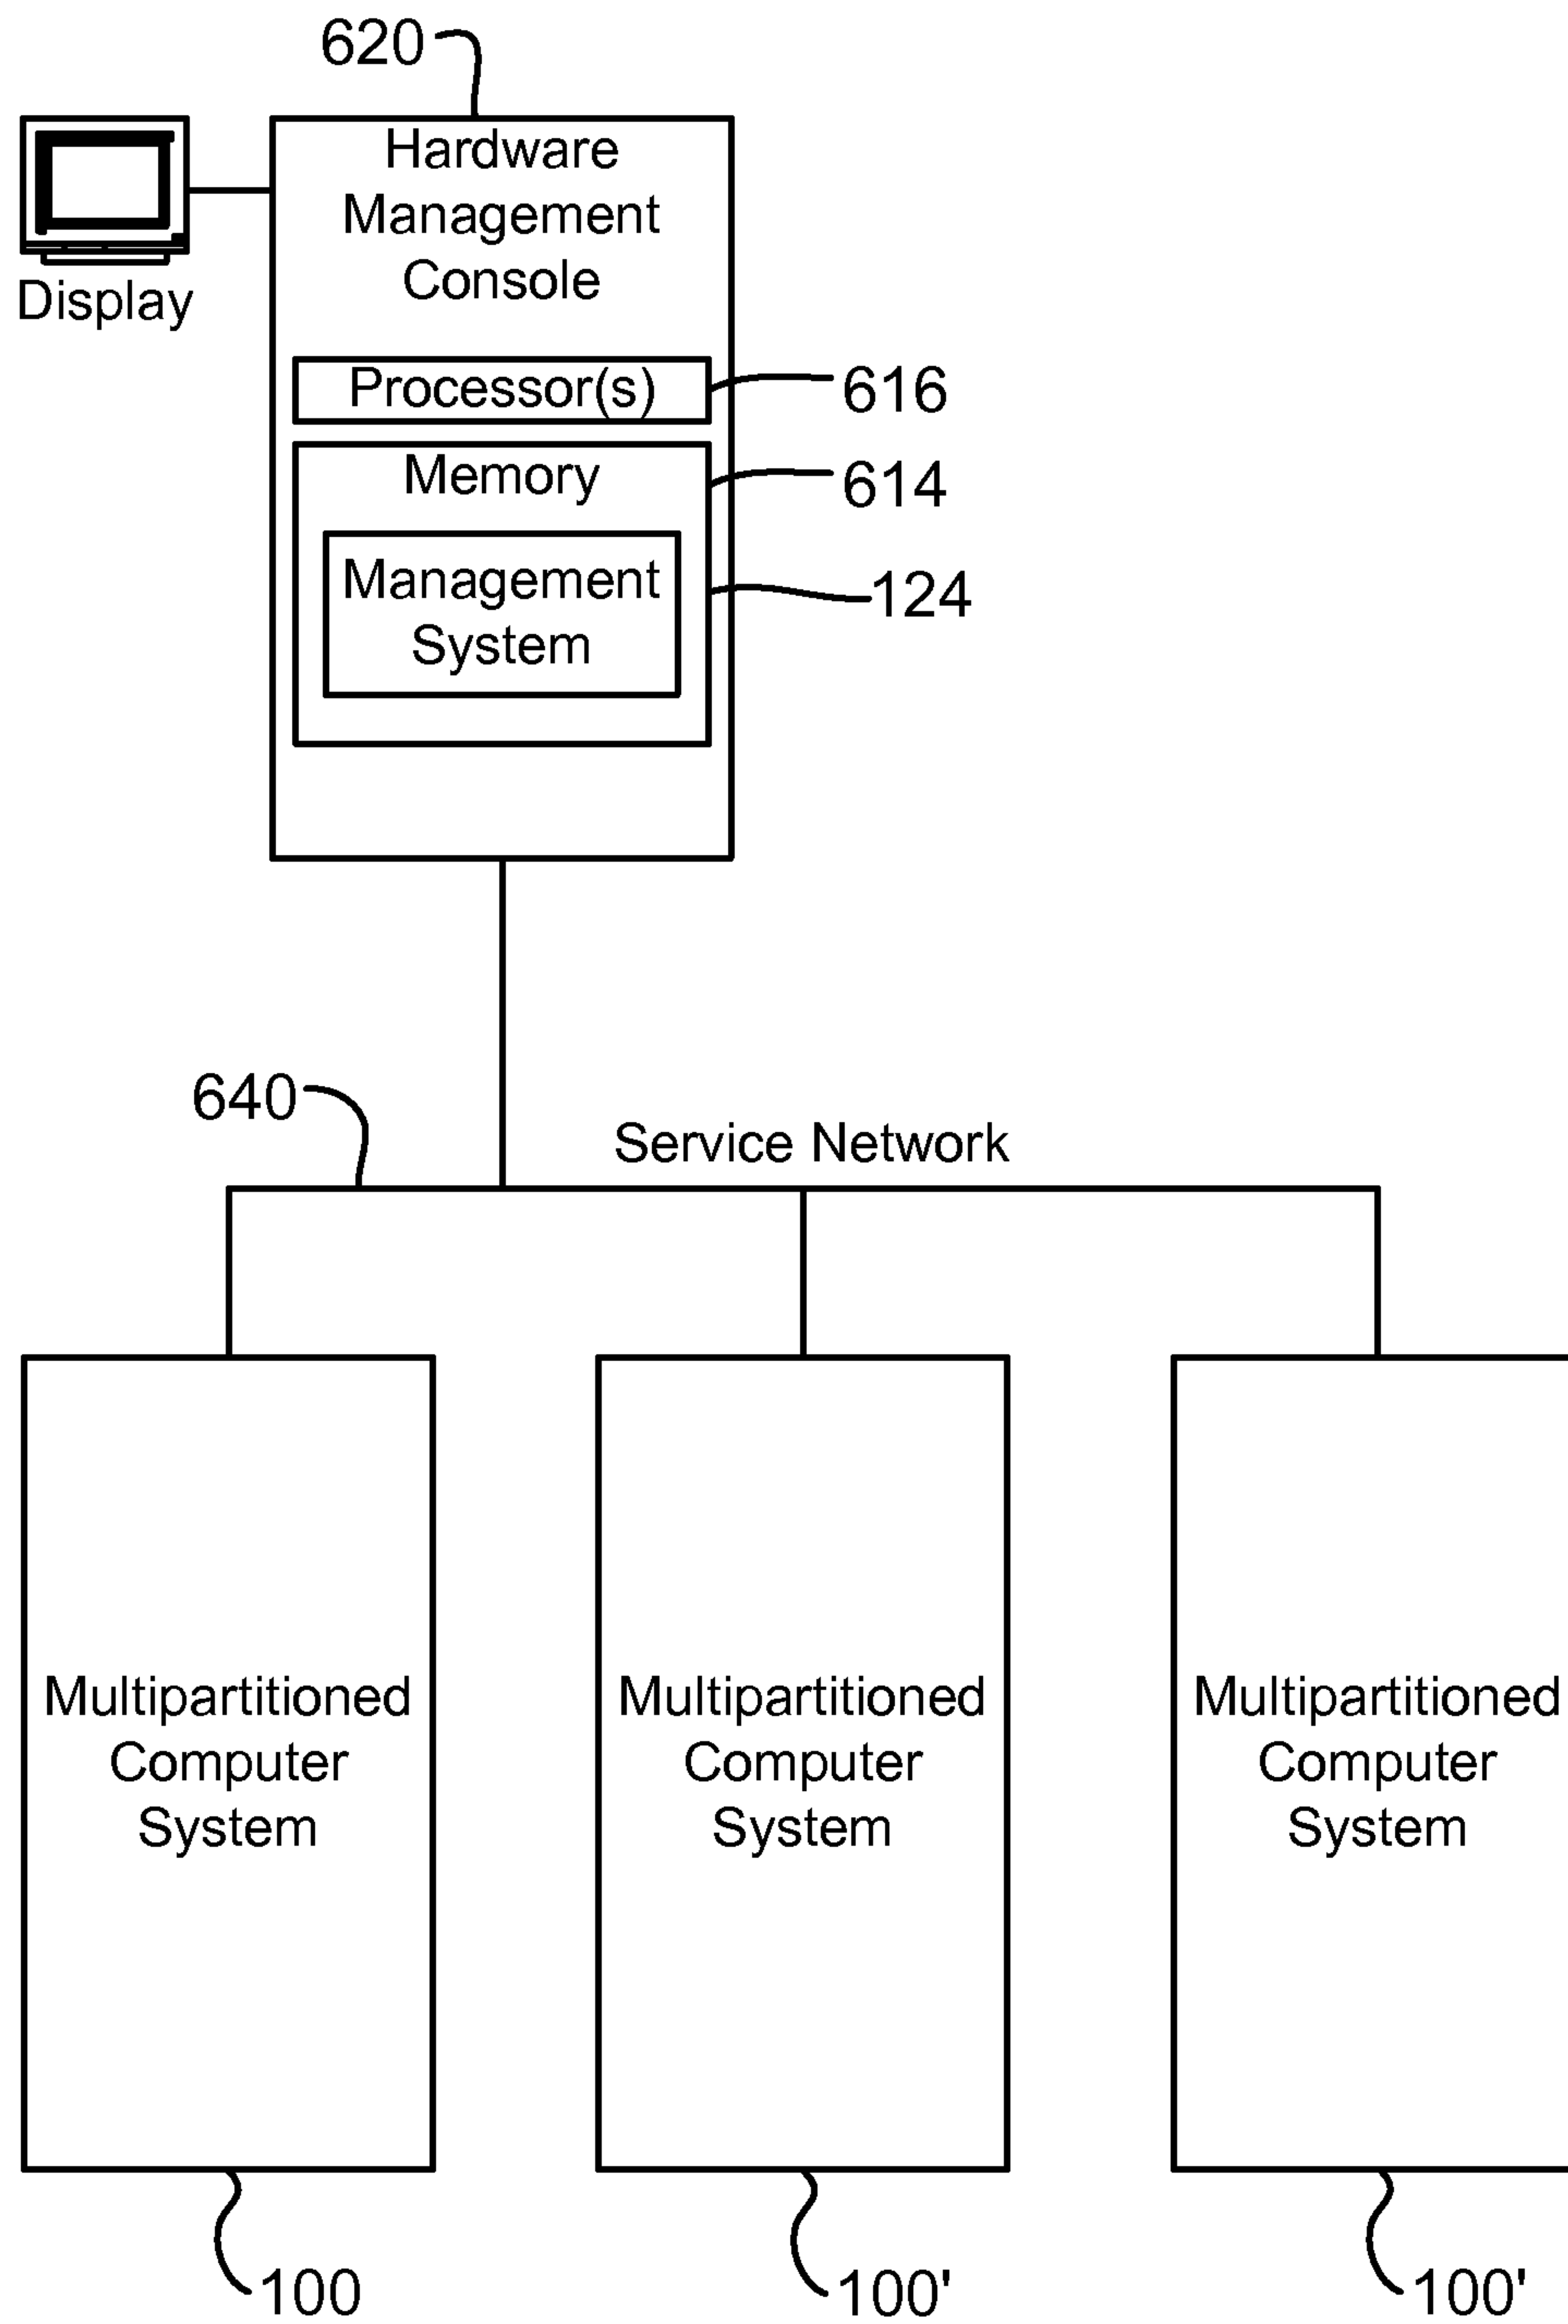 620
Hardware
Management
Console
Display
Processor(s)
616
Memory
614
Management
System
124
640
Service Network
Multipartitioned
Computer
System
Multipartitioned
Computer
System
Multipartitioned
Computer
System
100
100'
100'